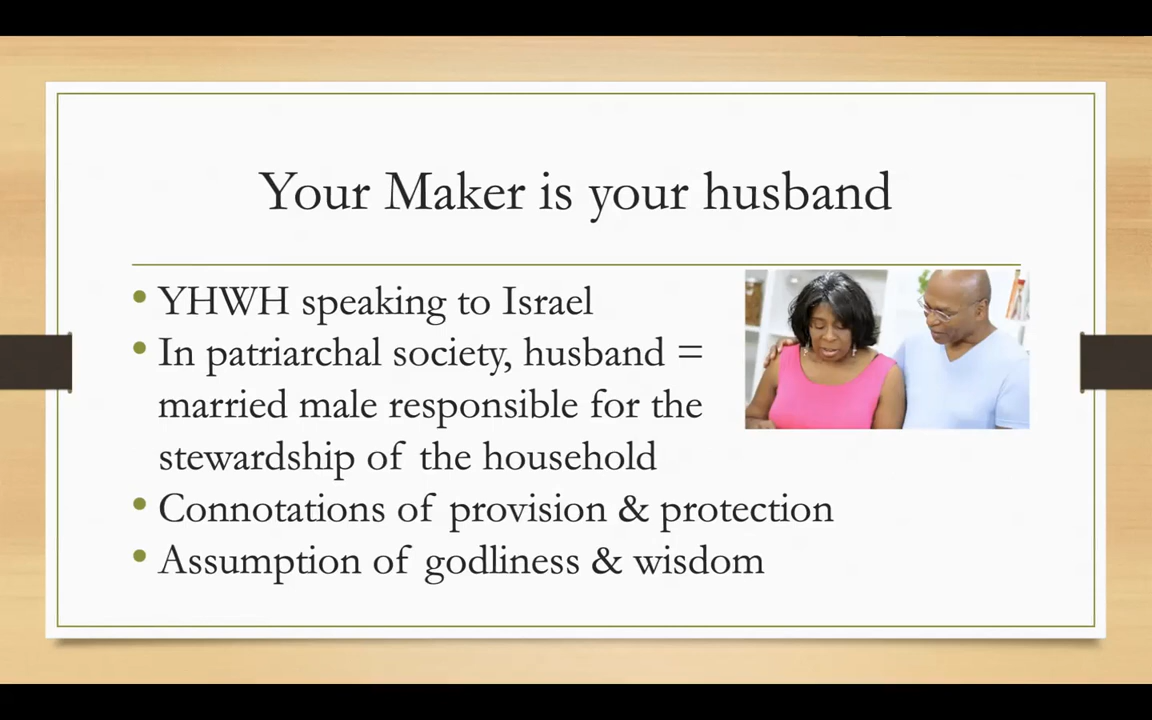 Your Maker is your husband
• YHWH speaking to Israel
• In patriarchal society, husband =
married male responsible for the
stewardship of the household
• Connotations of provision & protection
• Assumption of godliness & wisdom